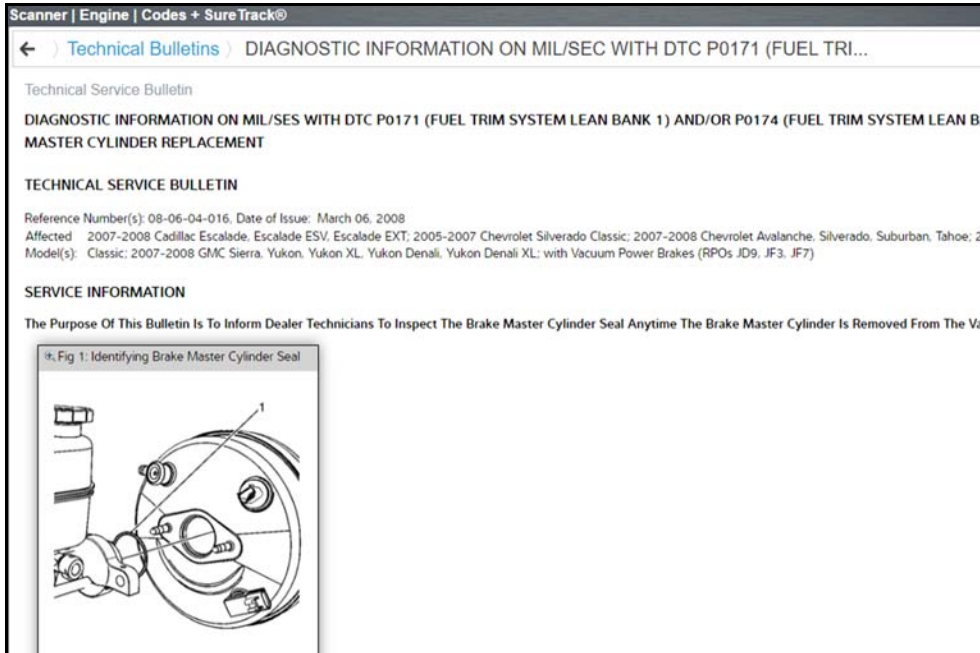 Scanner | Engine | Codes + SureTrack®
Technical Bulletins DIAGNOSTIC INFORMATION ON MIL/SEC WITH DTC P0171 (FUEL TRI...
Technical Service Bulletin
DIAGNOSTIC INFORMATION ON MIL/SES WITH DTC P0171 (FUEL TRIM SYSTEM LEAN BANK 1) AND/OR P0174 (FUEL TRIM SYSTEM LEAN B
MASTER CYLINDER REPLACEMENT
TECHNICAL SERVICE BULLETIN
Reference Number(s): 08-06-04-016, Date of Issue: March 06, 2008
Affected 2007-2008 Cadillac Escalade, Escalade ESV, Escalade EXT; 2005-2007 Chevrolet Silverado Classic; 2007-2008 Chevrolet Avalanche, Silverado, Suburban, Tahoe; 2
Model(s): Classic; 2007-2008 GMC Sierra, Yukon, Yukon XL, Yukon Denali, Yukon Denali XL; with Vacuum Power Brakes (RPOs JD9, JF3, JF7)
SERVICE INFORMATION
The Purpose Of This Bulletin Is To Inform Dealer Technicians To Inspect The Brake Master Cylinder Seal Anytime The Brake Master Cylinder Is Removed From The Va
Fig 1: Identifying Brake Master Cylinder Seal
1